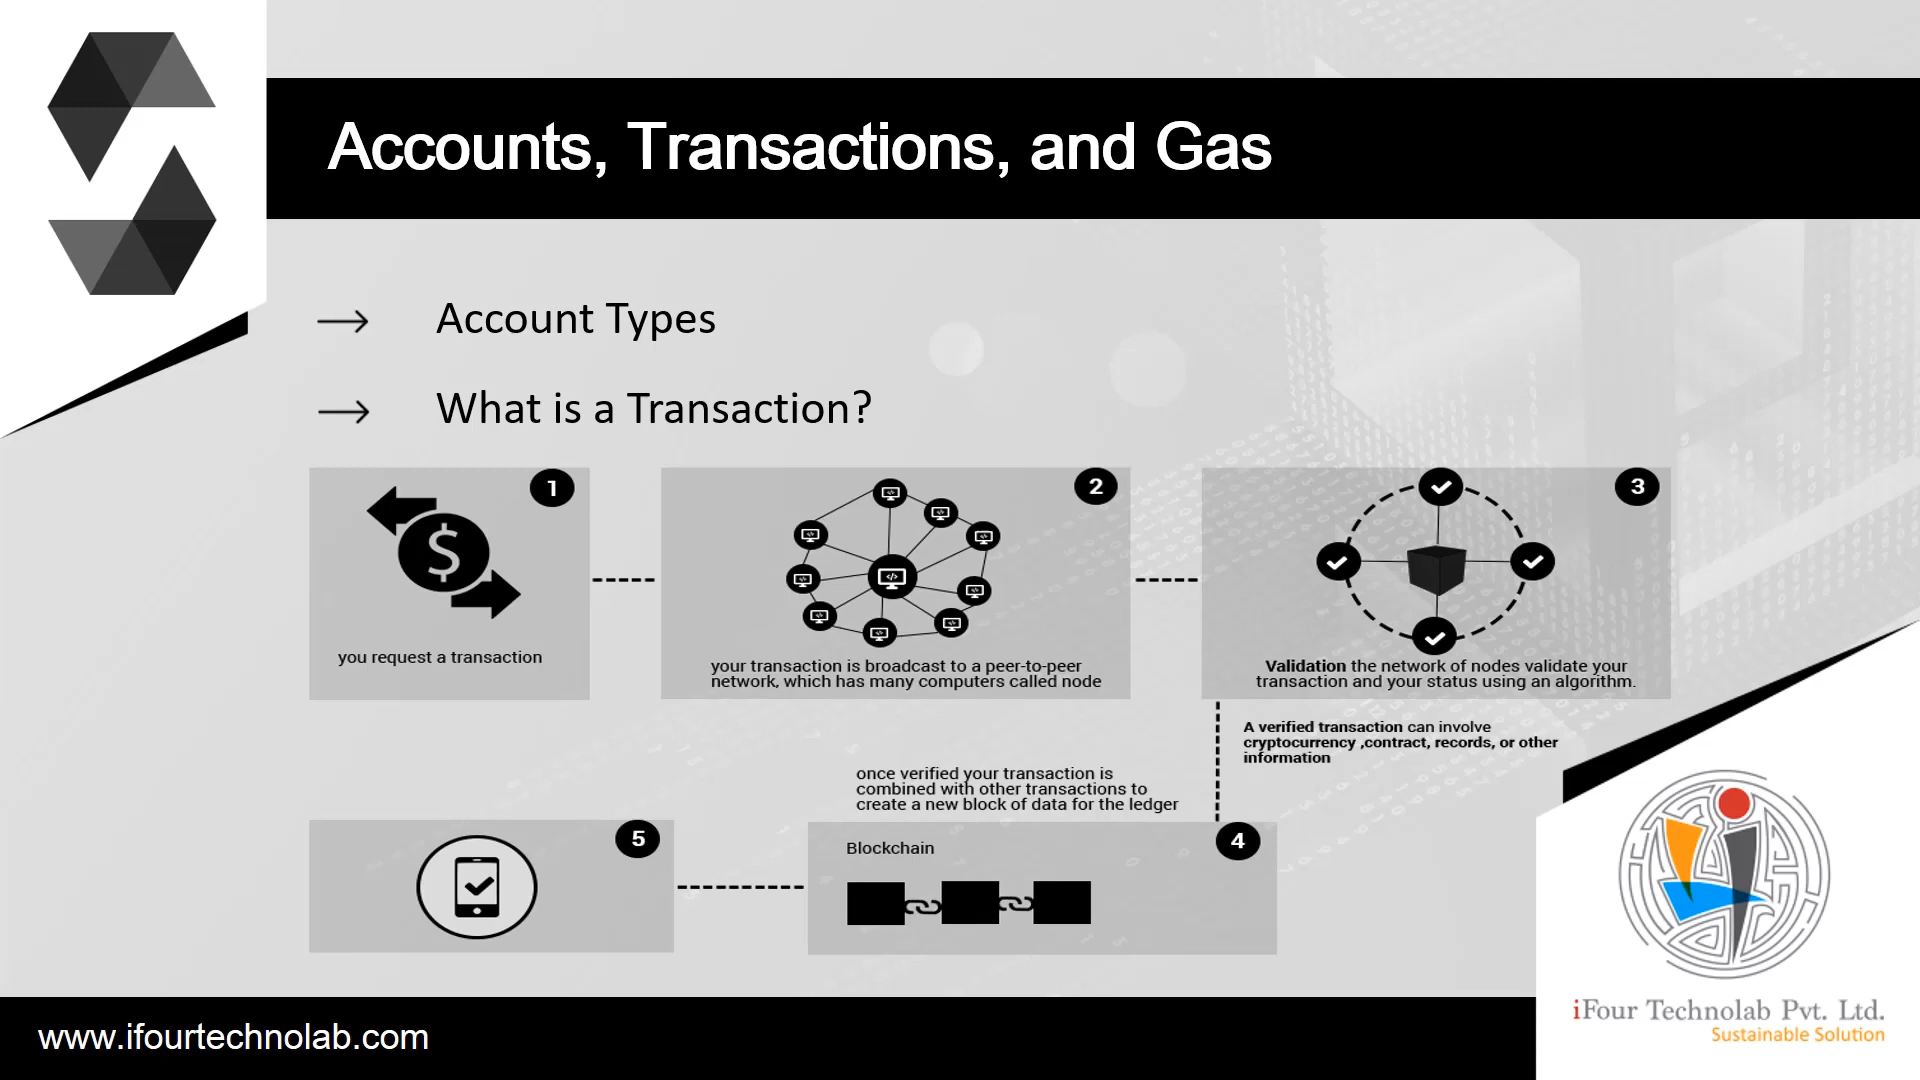 Accounts, Transactions, and Gas
Account Types
What is a Transaction?
1
you request a transaction
2
your transaction is broadcast to a peer-to-peer
network, which has many computers called node
3
Validation the network of nodes validate your
transaction and your status using an algorithm.
A verified transaction can involve
cryptocurrency ,contract, records, or other
information
once verified your transaction is
combined with other transactions to
create a new block of data for the ledger
4
Blockchain
5
www.ifourtechnolab.com
iFour Technolab Pvt. Ltd.
Sustainable Solution